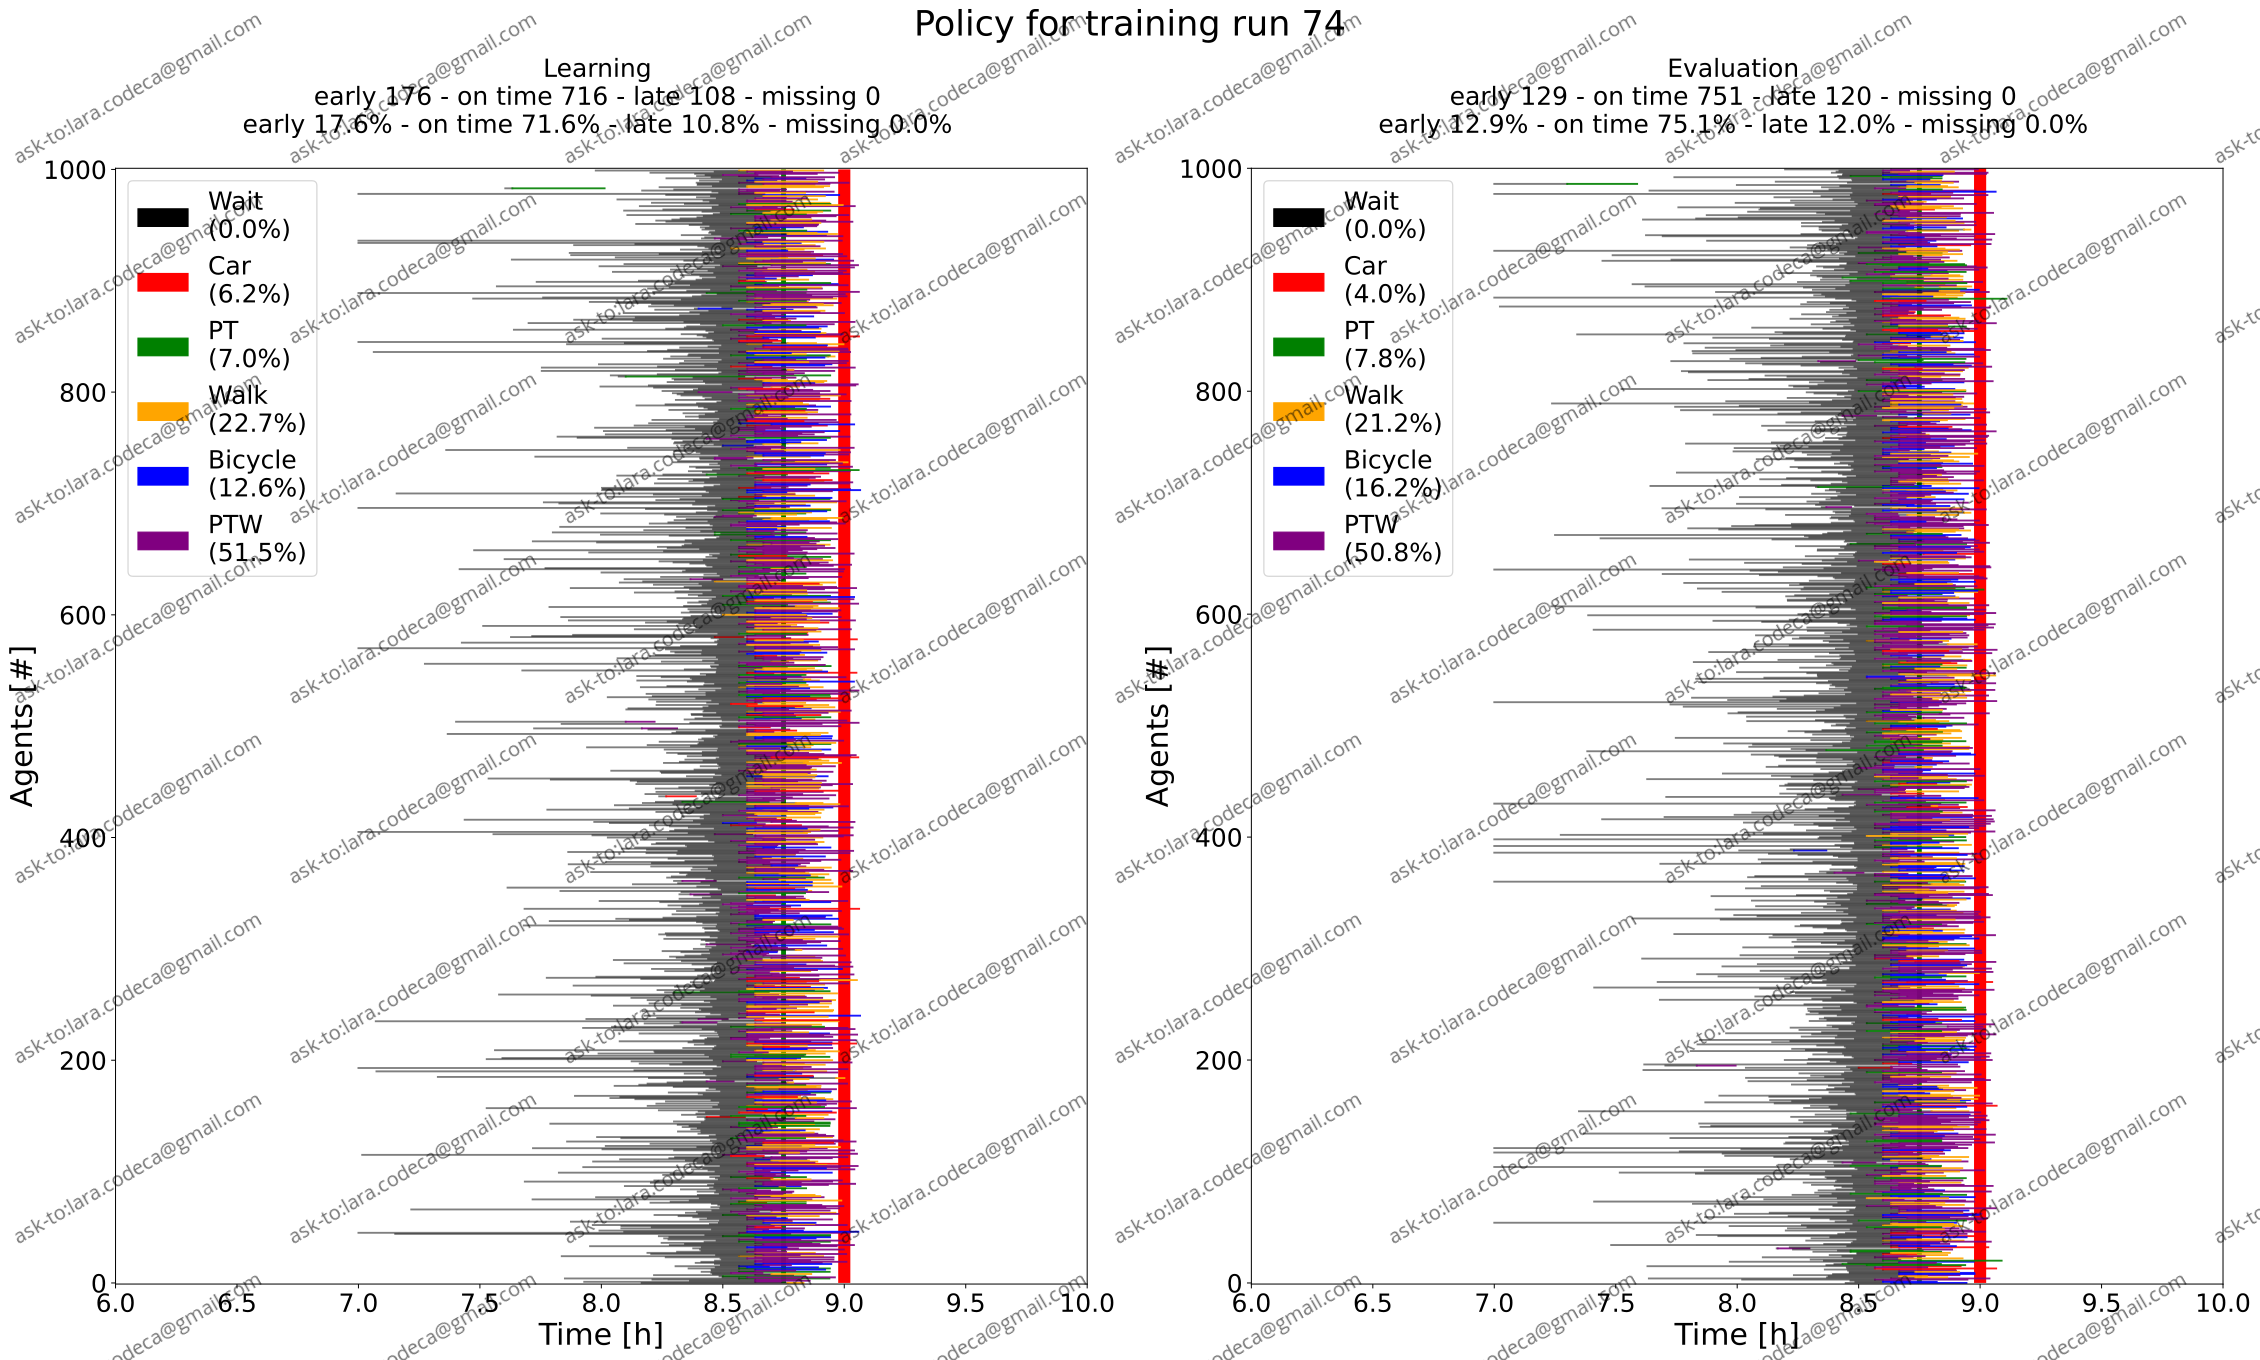 Policy for training run 74
Learning
early 176 - on time 716 - late 108 - missing 0
early 17.6% - on time 71.6% - late 10.8% - missing 0.0%
1000
800
600
400
200
0
Agents [#]
Wait
(0.0%)
Car
(6.2%)
PT
(7.0%)
Walk
(22.7%)
Bicycle
(12.6%)
PTW
(51.5%)
6.0 6.5 7.0 7.5 8.0 8.5 9.0 9.5 10.0
Time [h]
Evaluation
early 129 - on time 751 - late 120 - missing 0
early 12.9% - on time 75.1% - late 12.0% - missing 0.0%
1000
800
600
400
200
0
Agents [#]
Wait
(0.0%)
Car
(4.0%)
PT
(7.8%)
Walk
(21.2%)
Bicycle
(16.2%)
PTW
(50.8%)
6.0 6.5 7.0 7.5 8.0 8.5 9.0 9.5 10.0
Time [h]
ask-to:lara.codeca@gmail.com